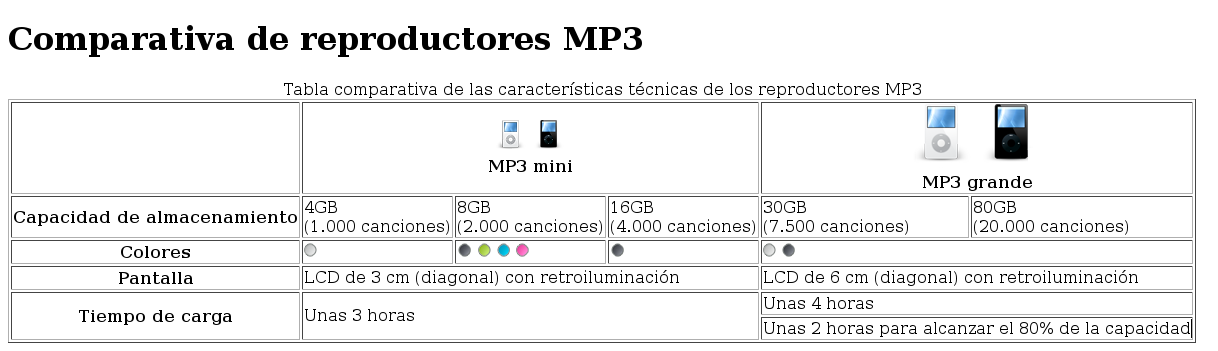 Comparativa de reproductores MP3
Tabla comparativa de las características técnicas de los reproductores MP3
MP3 mini
MP3 grande
Capacidad de almacenamiento
4GB
(1.000 canciones)
8GB
(2.000 canciones)
16GB
(4.000 canciones)
30GB
(7.500 canciones)
80GB
(20.000 canciones)
Colores
Pantalla
LCD de 3 cm (diagonal) con retroiluminación
LCD de 6 cm (diagonal) con retroiluminación
Tiempo de carga
Unas 3 horas
Unas 4 horas
Unas 2 horas para alcanzar el 80% de la capacidad